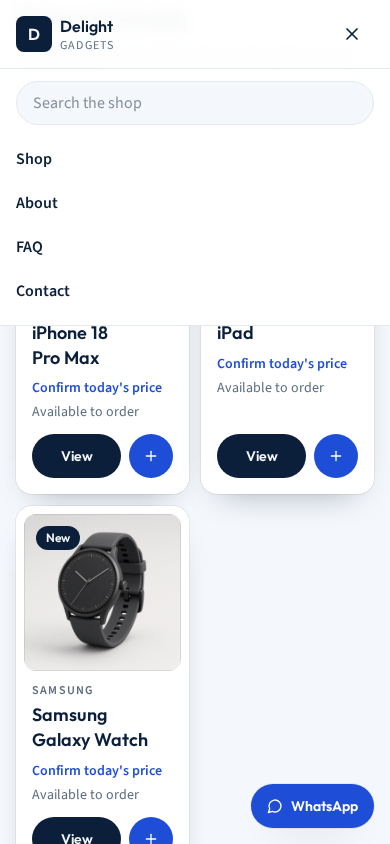 D
Delight
GADGETS
Search the shop
Shop
About
FAQ
Contact
iPhone 18
Pro Max
Confirm today's price
Available to order
View
iPad
Confirm today's price
Available to order
View
New
SAMSUNG
Samsung
Galaxy Watch
Confirm today's price
Available to order
View
WhatsApp